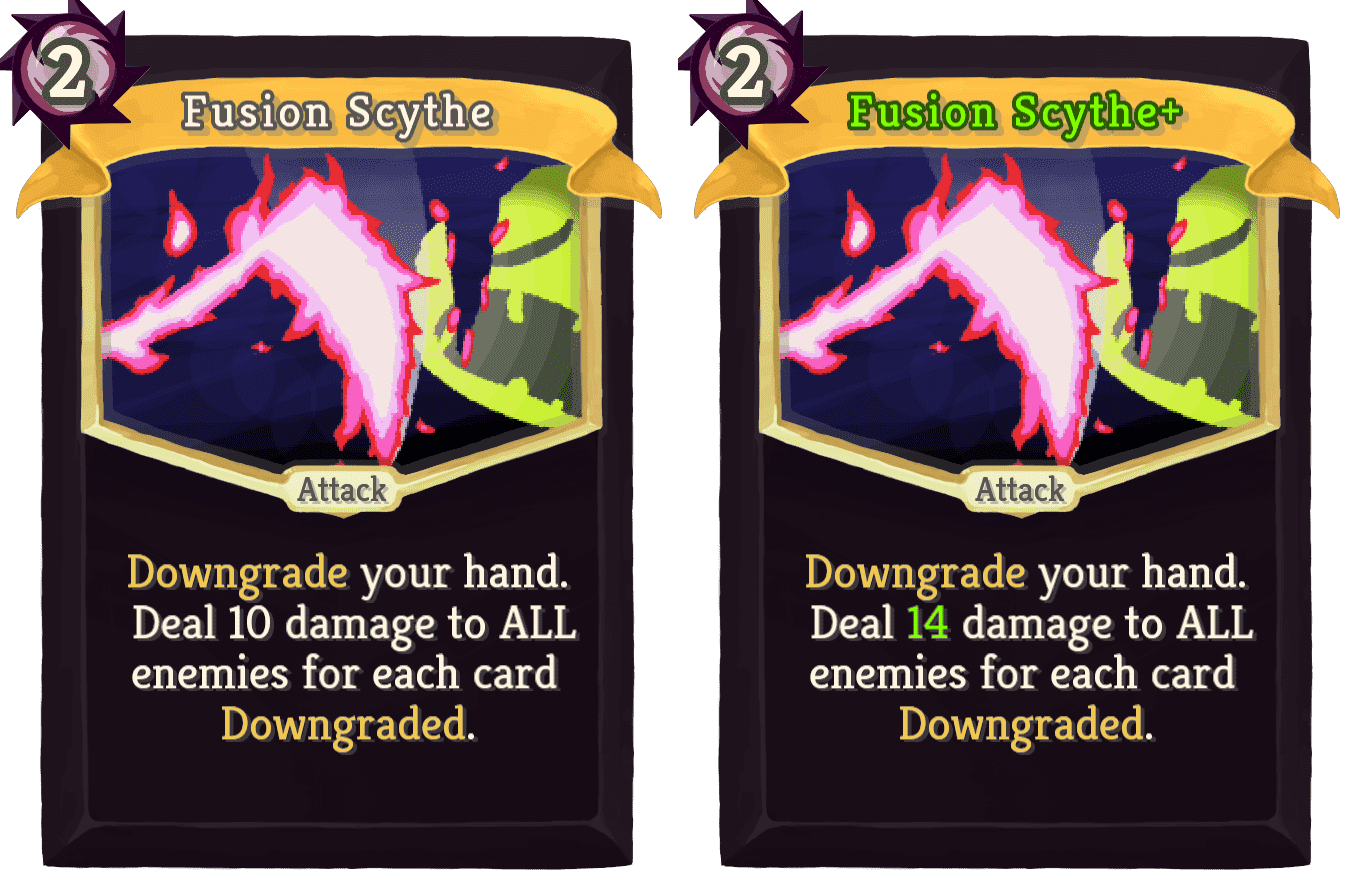 2
Fusion Scythe
Attack
Downgrade your hand.
Deal 10 damage to ALL
enemies for each card
Downgraded.
2
Fusion Scythe+
Attack
Downgrade your hand.
Deal 14 damage to ALL
enemies for each card
Downgraded.